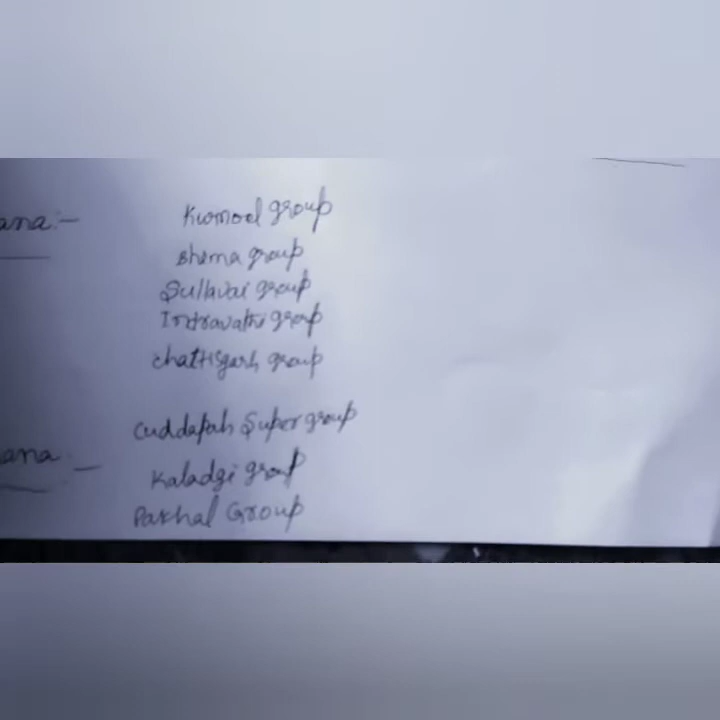 ana:- Kurnool group
Bhima group
Sullavai group
Indravathi group
chattisgarh group
Cuddapah Super group
ana - Kaladgi group
Pakhal Group